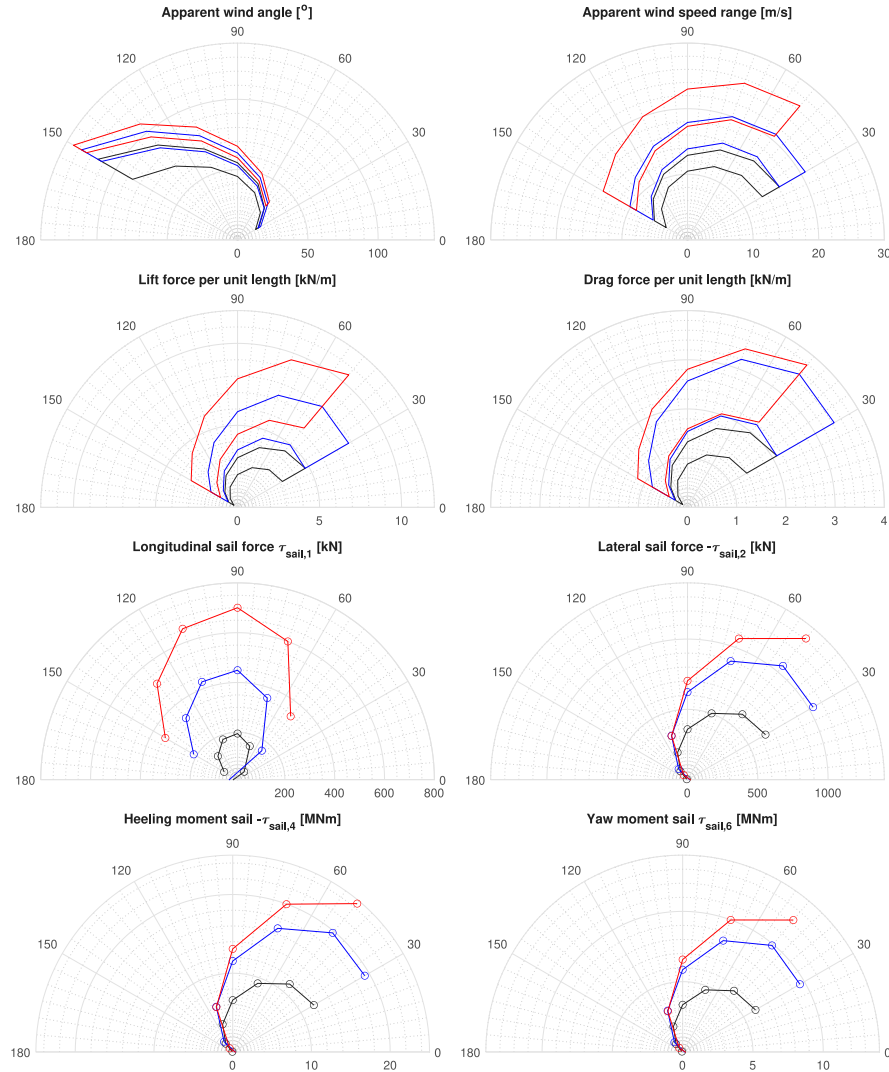 Apparent wind angle [°]
90
120 60
150 30
180 0 50 100 0
Apparent wind speed range [m/s]
90
120 60
150 30
180 0 10 20 30 0
Lift force per unit length [kN/m]
90
120 60
150 30
180 0 5 10 0
Drag force per unit length [kN/m]
90
120 60
150 30
180 0 1 2 3 4 0
Longitudinal sail force τsail,1 [kN]
90
120 60
150 30
180 0 200 400 600 800 0
Lateral sail force -τsail,2 [kN]
90
120 60
150 30
180 0 500 1000 0
Heeling moment sail -τsail,4 [MNm]
90
120 60
150 30
180 0 10 20 0
Yaw moment sail τsail,6 [MNm]
90
120 60
150 30
180 0 5 10 0